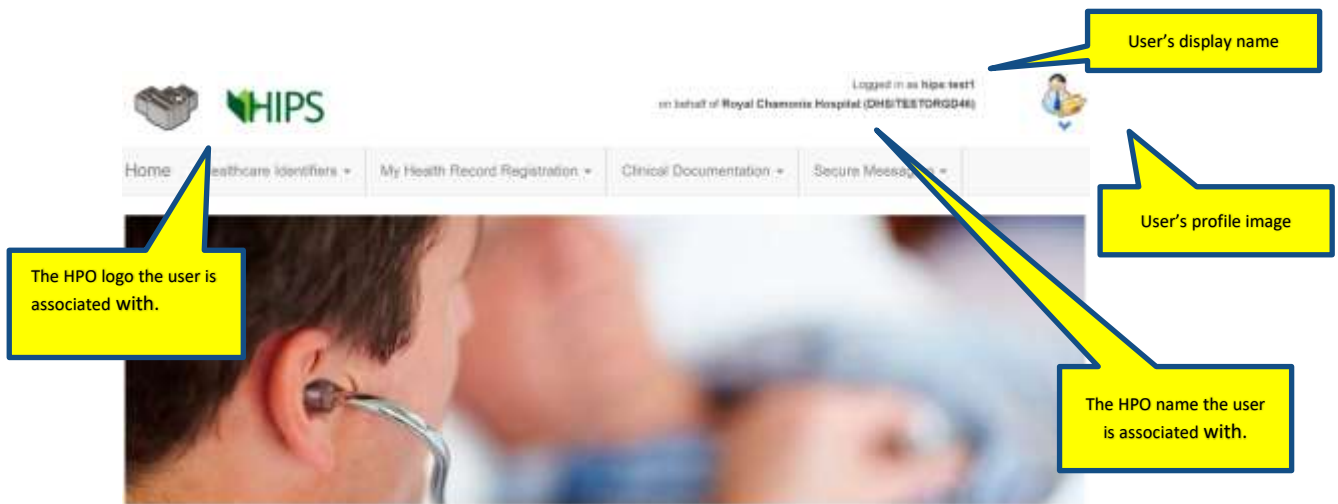 User's display name
Logged in as hips test1
HIPS
on behalf of Royal Chamonix Hospital (DHSITESTORGD46)
Home Healthcare Identifiers My Health Record Registration Clinical Documentation Secure Messaging
User's profile image
The HPO logo the user is
associated with.
The HPO name the user
is associated with.